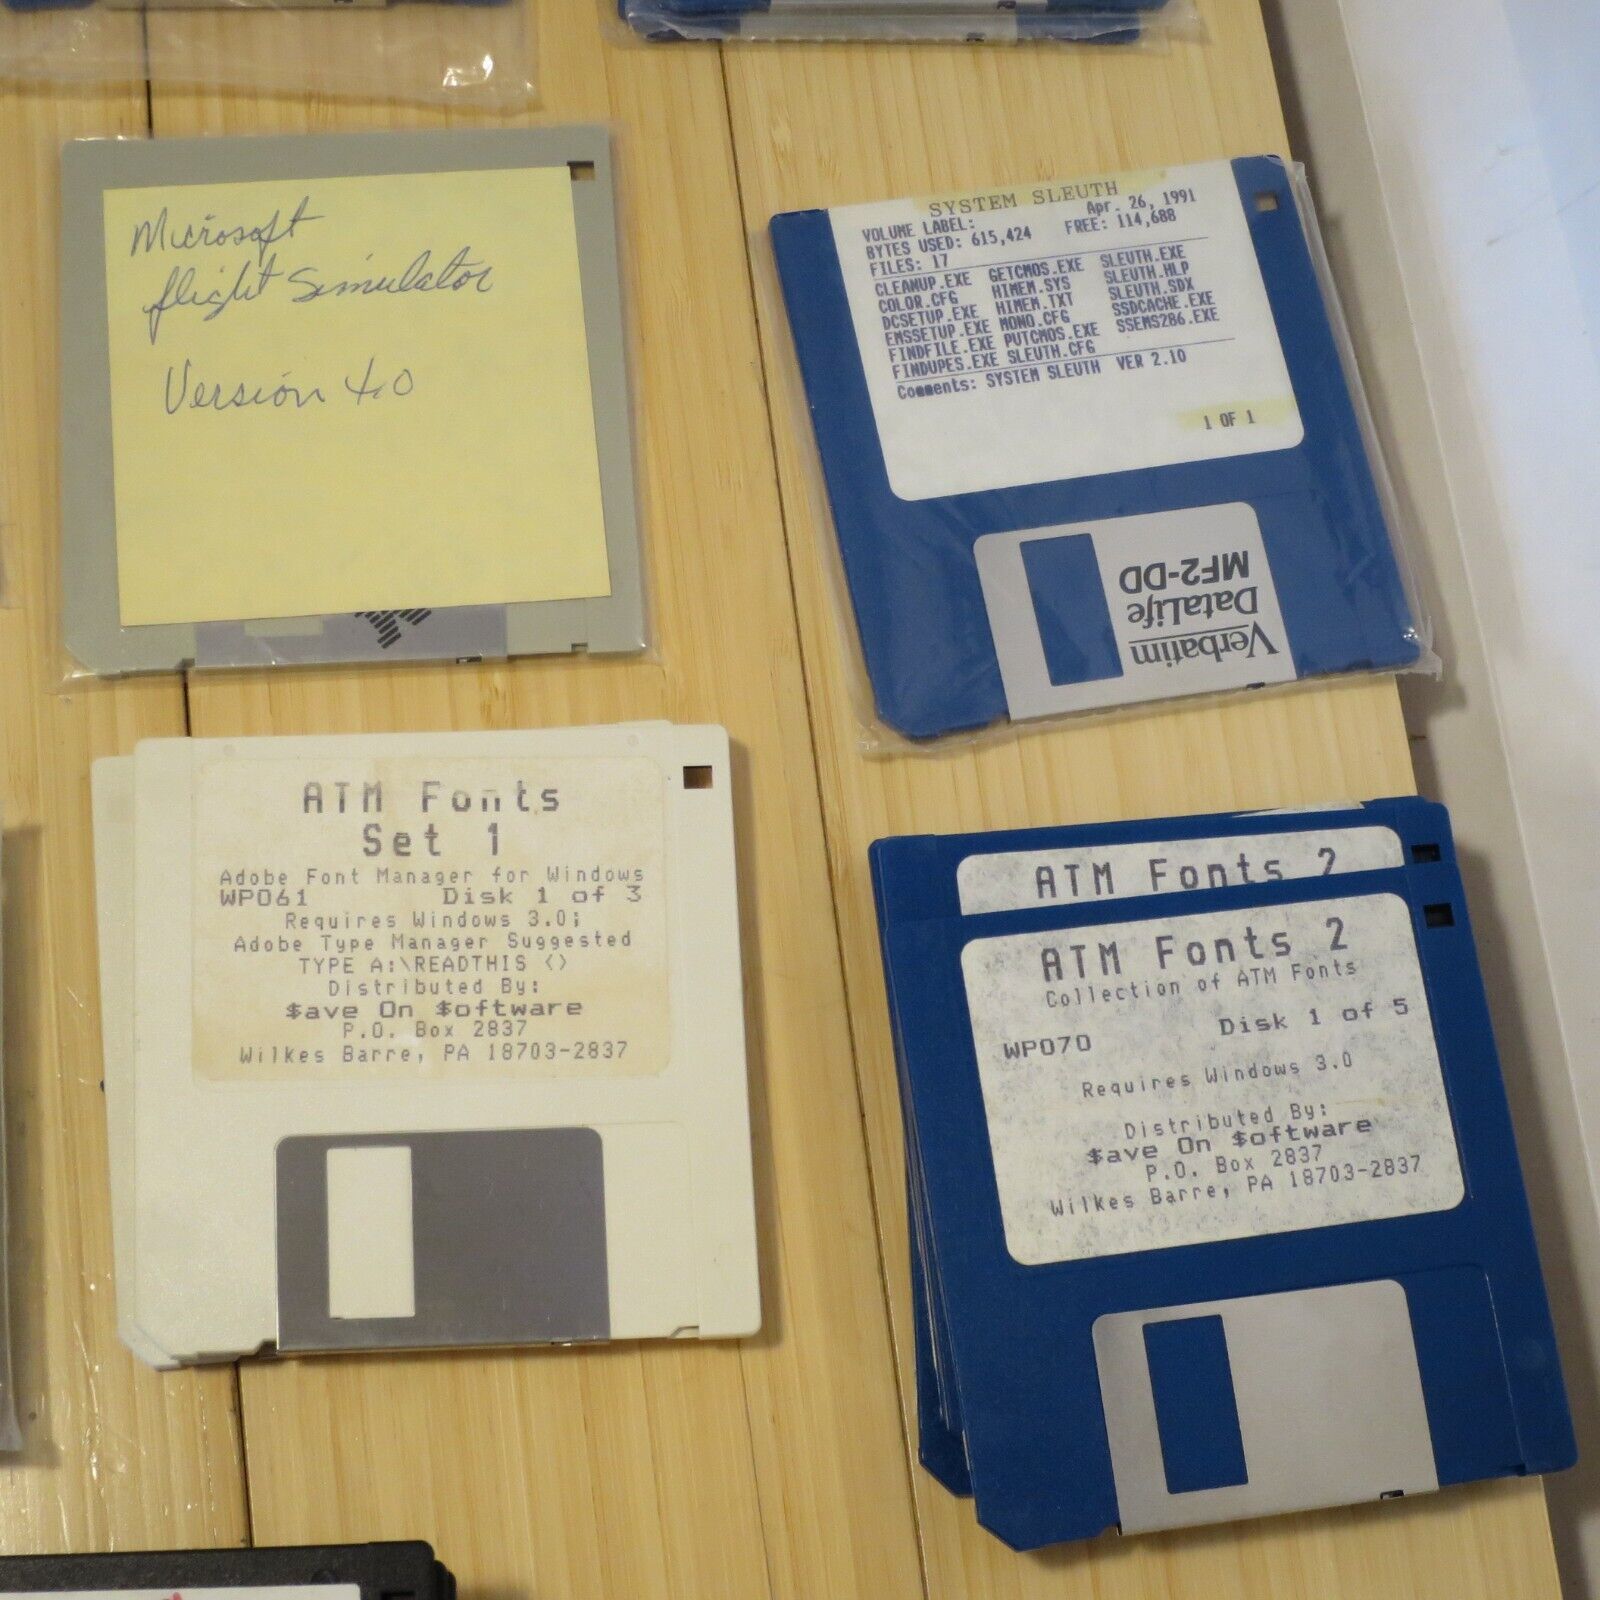 Microsoft
flight Simulator
Version 4.0
SYSTEM SLEUTH
VOLUME LABEL: Apr. 26, 1991
BYTES USED: 615,424 FREE: 114,688
FILES: 17
CLEANUP.EXE GETCMOS.EXE SLEUTH.EXE
COLOR.CFG HIMEM.SYS SLEUTH.HLP
DCSETUP.EXE HIMEM.TXT SLEUTH.SDX
EMSSETUP.EXE MONO.CFG SSDCACHE.EXE
FINDFILE.EXE PUTCMOS.EXE SSEMS286.EXE
FINDUPES.EXE SLEUTH.CFG
Comments: SYSTEM SLEUTH VER 2.10
1 OF 1
Verbatim
DataLife
MF2-DD
ATM Fonts
Set 1
Adobe Font Manager for Windows
WP061 Disk 1 of 3
Requires Windows 3.0;
Adobe Type Manager Suggested
TYPE A:\READTHIS <>
Distributed By:
$ave On $oftware
P.O. Box 2837
Wilkes Barre, PA 18703-2837
ATM Fonts 2
ATM Fonts 2
Collection of ATM Fonts
WP070 Disk 1 of 5
Requires Windows 3.0
Distributed By:
$ave On $oftware
P.O. Box 2837
Wilkes Barre, PA 18703-2837